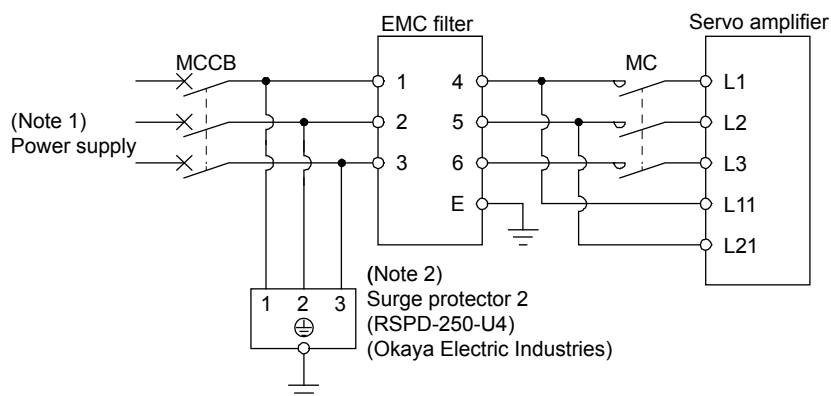 EMC filter
Servo amplifier
MCCB
MC
1 4
L1
(Note 1)
Power supply
2 5
L2
3 6
L3
E
L11
L21
1 2 3
(Note 2)
Surge protector 2
(RSPD-250-U4)
(Okaya Electric Industries)